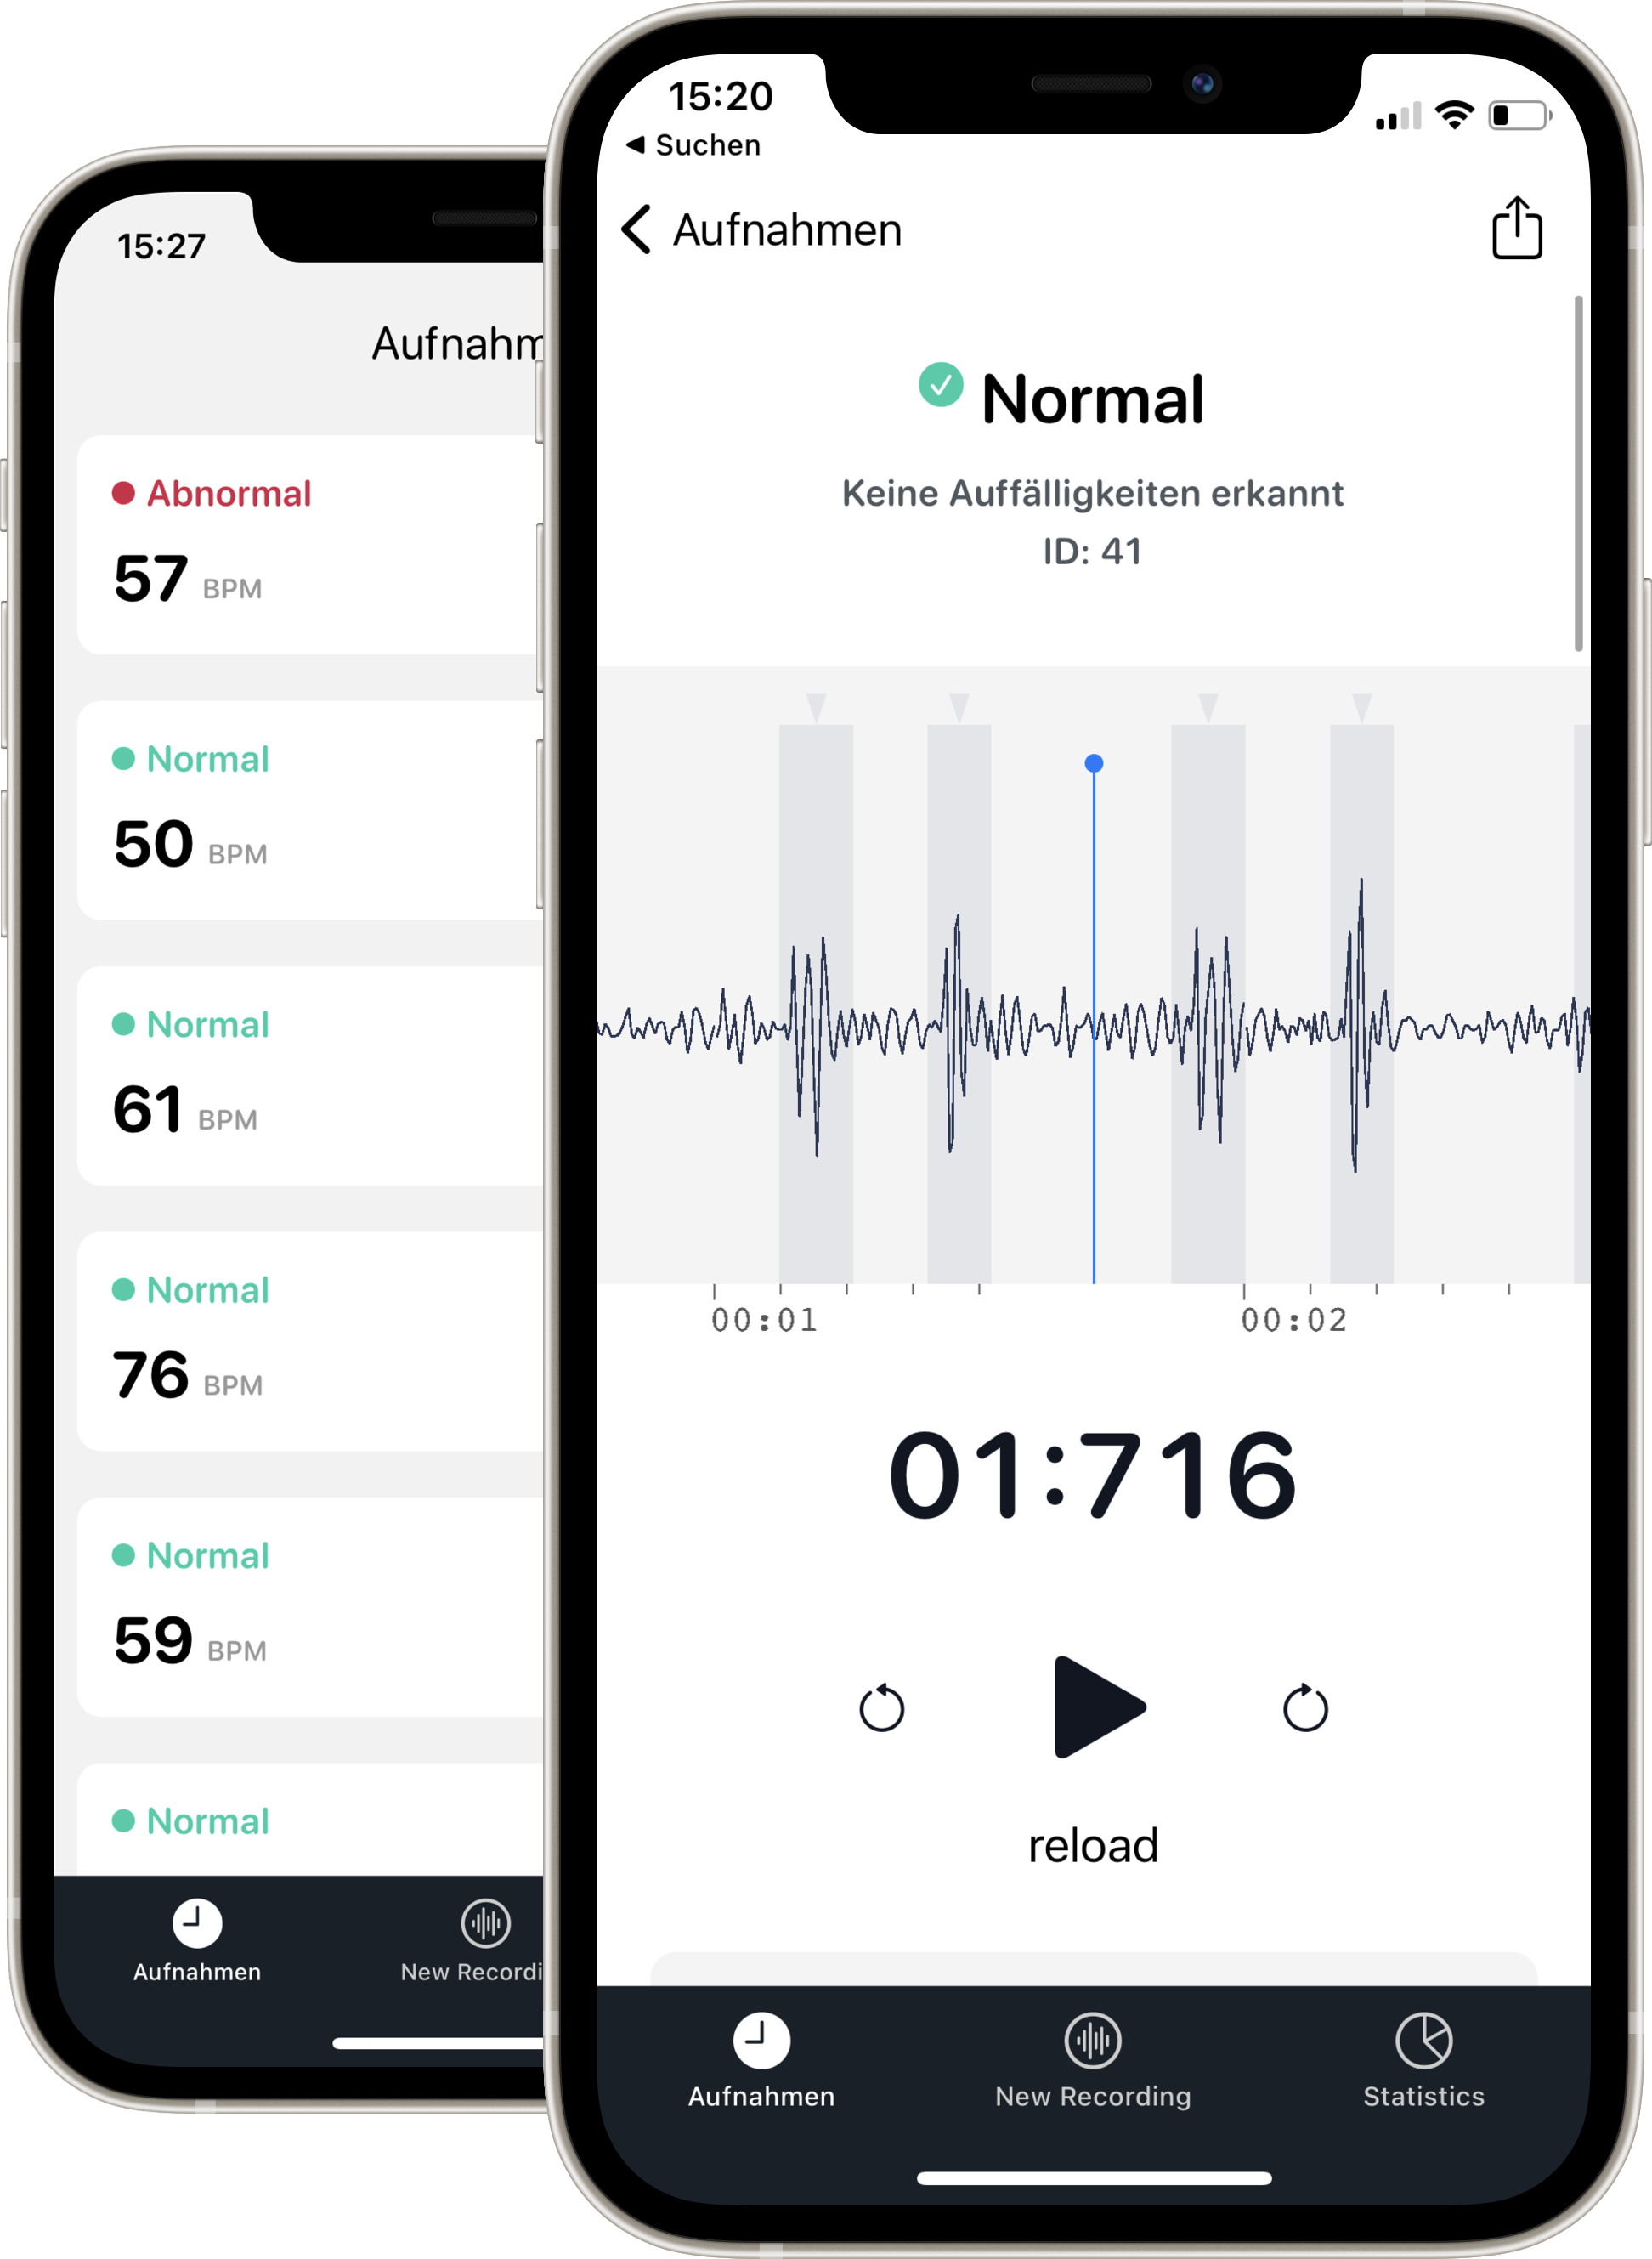 15:27
Aufnahm
Abnormal
57 BPM
Normal
50 BPM
Normal
61 BPM
Normal
76 BPM
Normal
59 BPM
Normal
Aufnahmen
New Recordi
15:20
Suchen
Aufnahmen
Normal
Keine Auffälligkeiten erkannt
ID: 41
00:01
00:02
01:716
reload
Aufnahmen
New Recording
Statistics